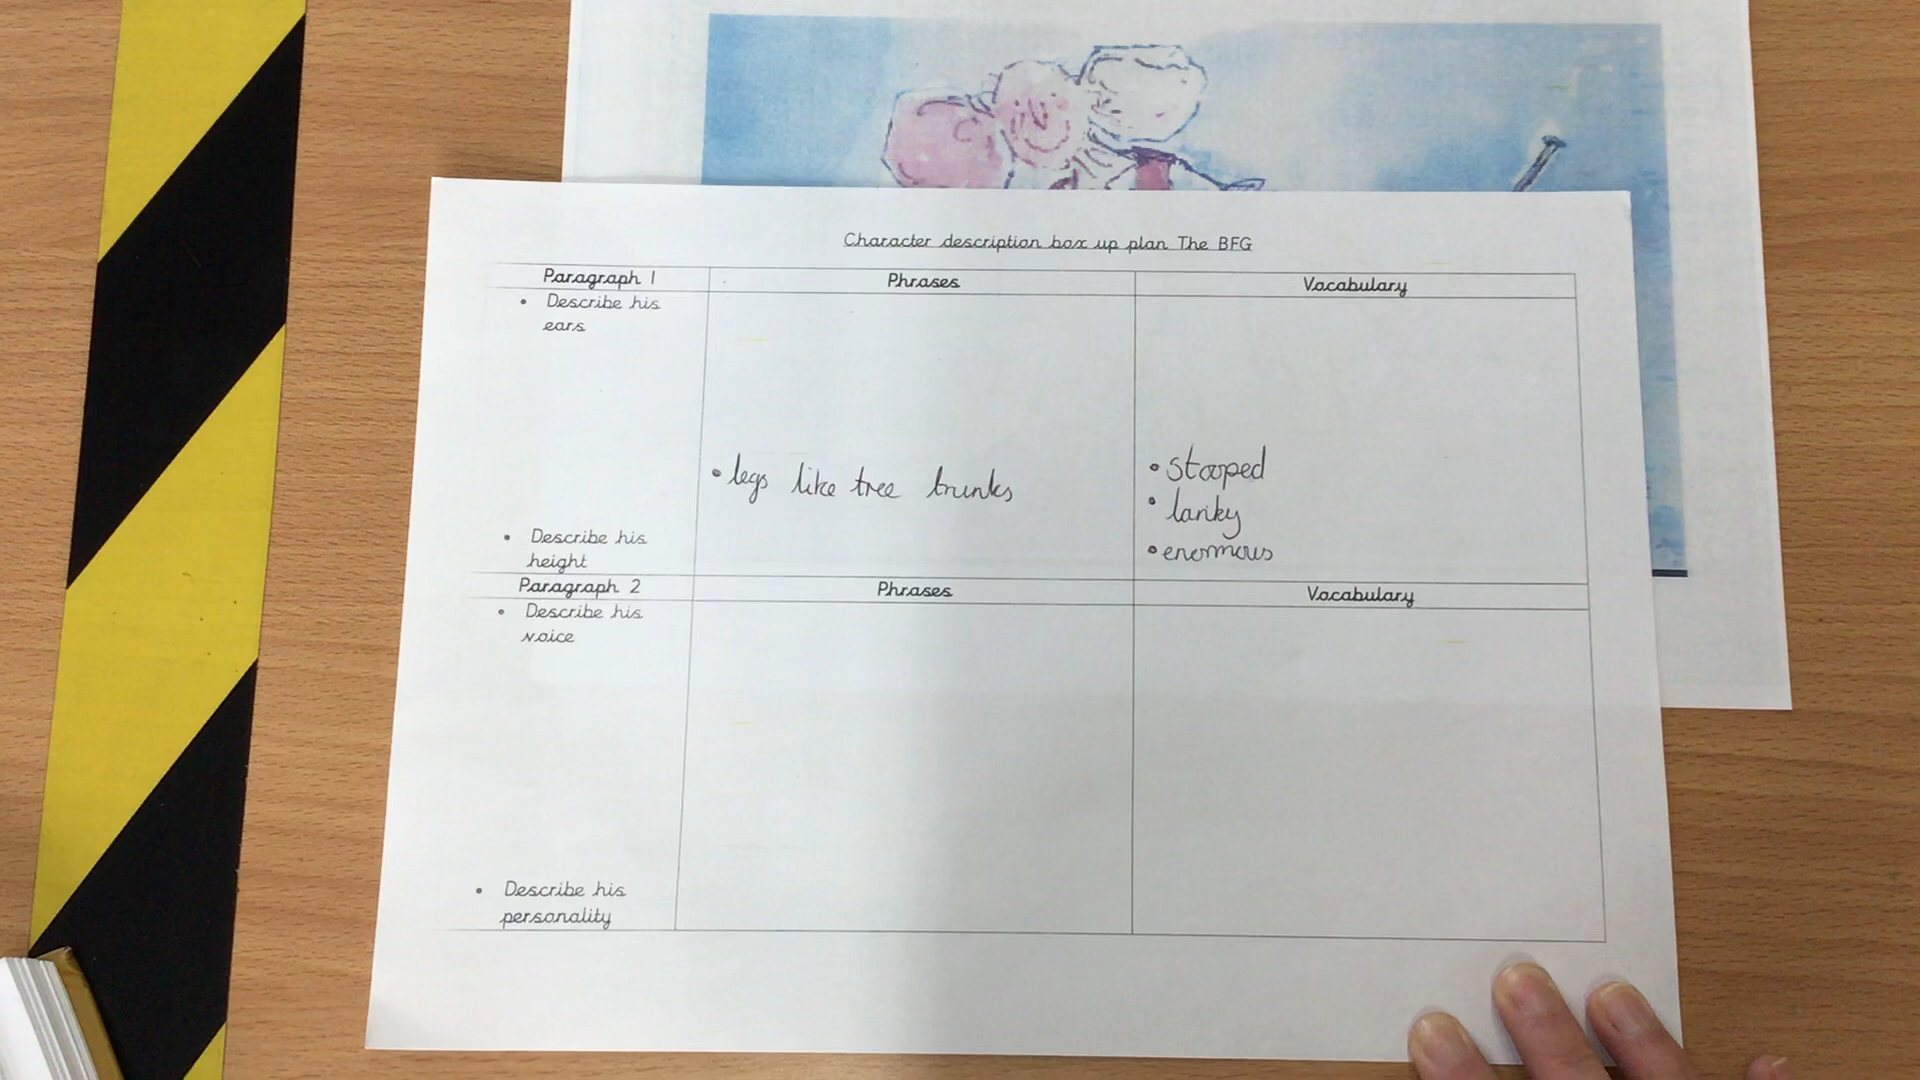 Character description box up plan The BFG
Paragraph 1 Phrases Vocabulary
• Describe his
ears
• legs like tree trunks
• stooped
• lanky
• enormous
• Describe his
height
Paragraph 2 Phrases Vocabulary
• Describe his
voice
• Describe his
personality